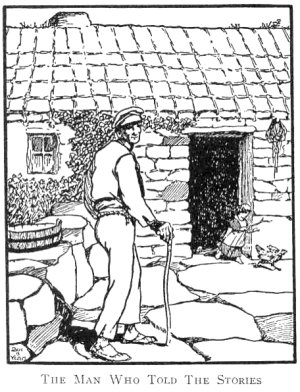 THE MAN WHO TOLD THE STORIES